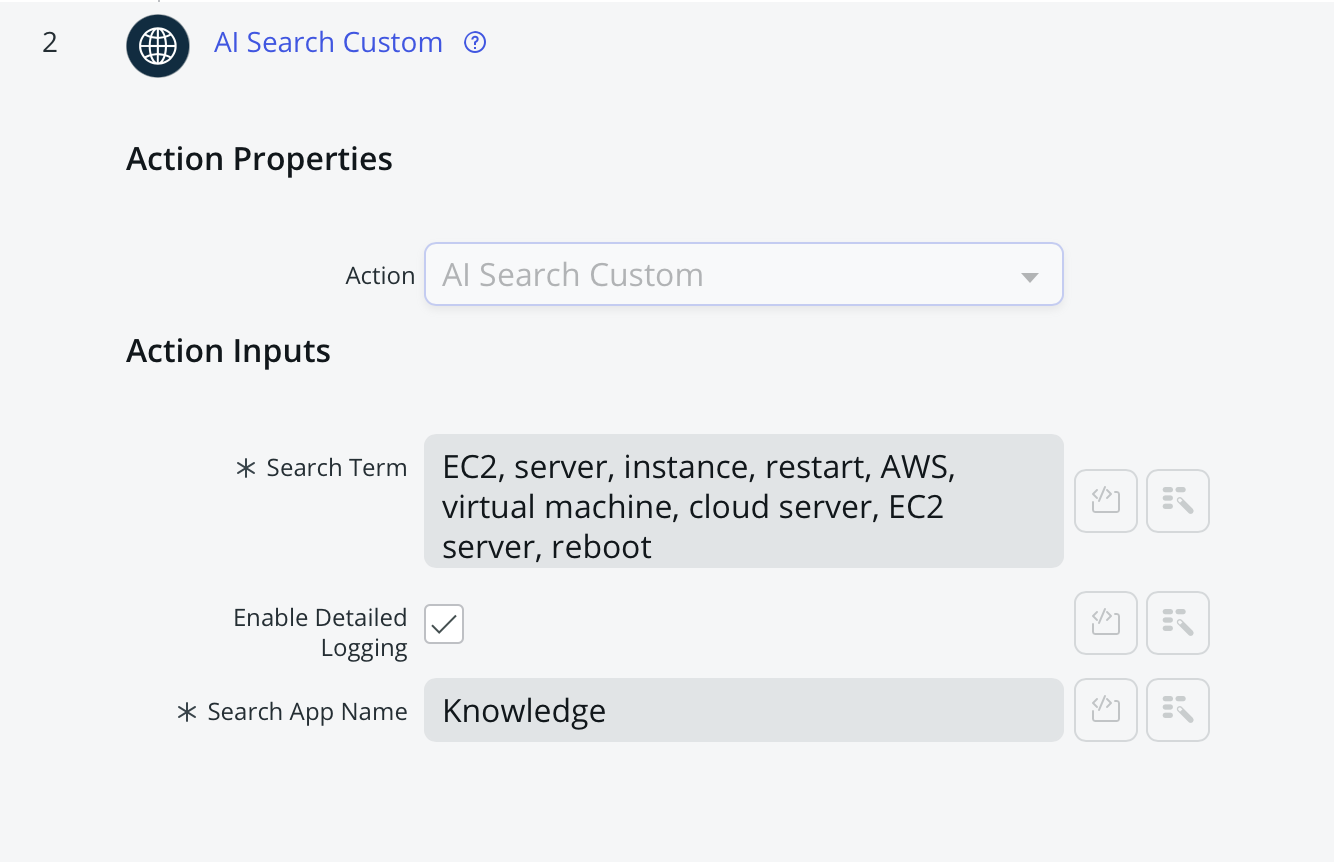 2
AI Search Custom
Action Properties
Action
AI Search Custom
Action Inputs
Search Term
EC2, server, instance, restart, AWS,
virtual machine, cloud server, EC2
server, reboot
Enable Detailed
Logging
Search App Name
Knowledge